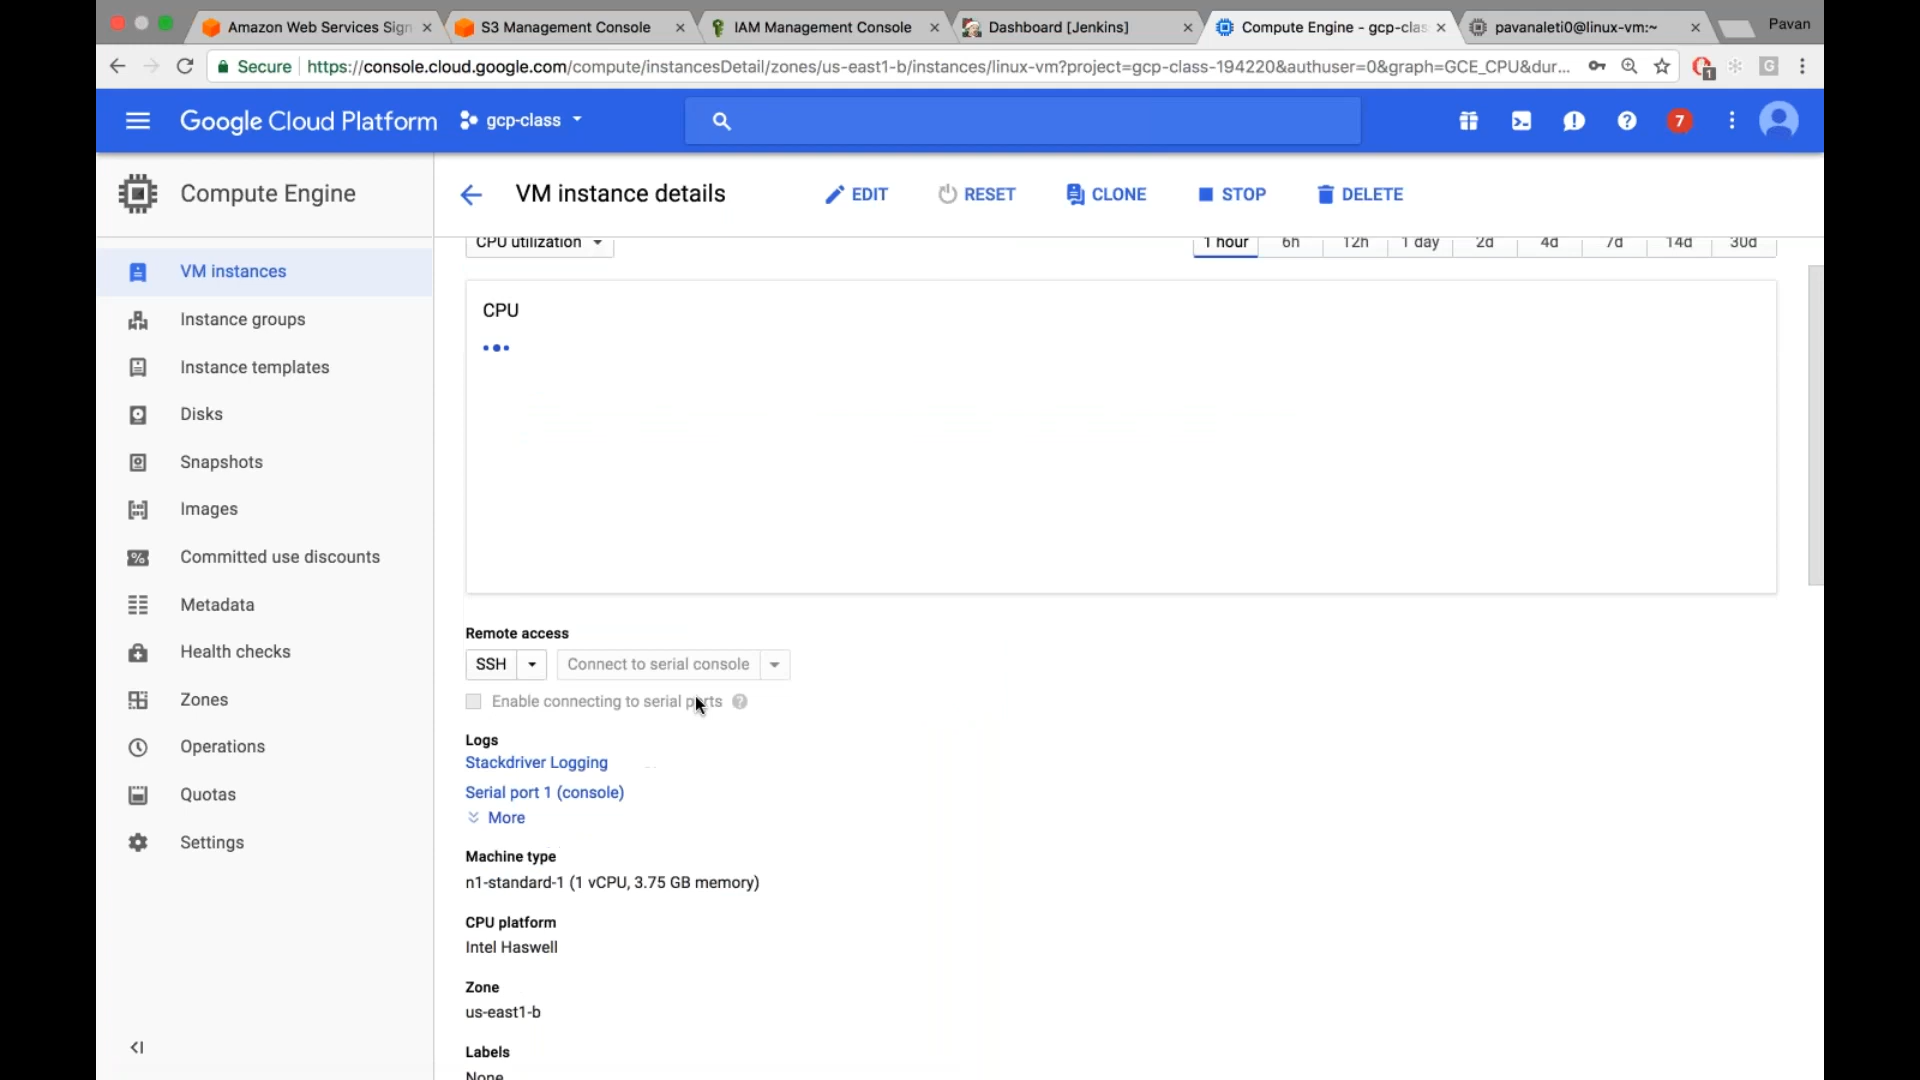 Amazon Web Services Sign
S3 Management Console
IAM Management Console
Dashboard [Jenkins]
Compute Engine - gcp-clas
pavanaleti0@linux-vm:~
Pavan
Secure
https://console.cloud.google.com/compute/instancesDetail/zones/us-east1-b/instances/linux-vm?project=gcp-class-194220&authuser=0&graph=GCE_CPU&dur...
1
G
Google Cloud Platform
gcp-class
7
Compute Engine
VM instance details
EDIT
RESET
CLONE
STOP
DELETE
VM instances
Instance groups
Instance templates
Disks
Snapshots
Images
Committed use discounts
Metadata
Health checks
Zones
Operations
Quotas
Settings
CPU utilization
1 hour
6h
12h
1 day
2d
4d
7d
14d
30d
CPU
Remote access
SSH
Connect to serial console
Enable connecting to serial ports
Logs
Stackdriver Logging
Serial port 1 (console)
More
Machine type
n1-standard-1 (1 vCPU, 3.75 GB memory)
CPU platform
Intel Haswell
Zone
us-east1-b
Labels
None